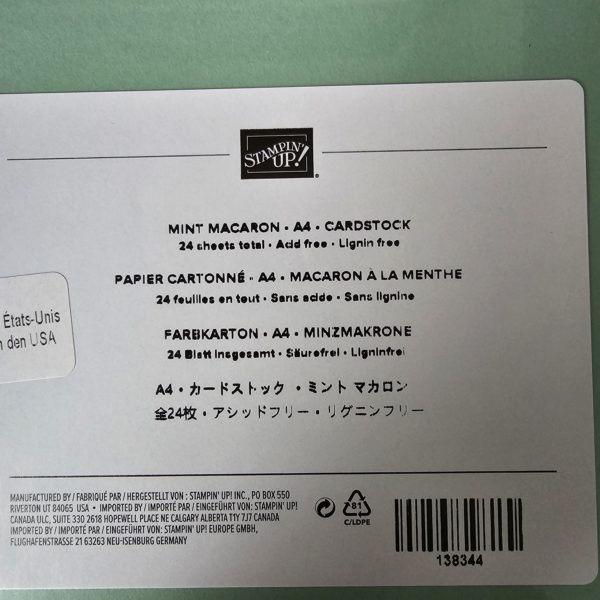 STAMPIN' UP!®
MINT MACARON • A4 • CARDSTOCK
24 sheets total • Acid free • Lignin free
PAPIER CARTONNÉ • A4 • MACARON À LA MENTHE
24 feuilles en tout • Sans acide • Sans lignine
États-Unis
den USA
FARBKARTON • A4 • MINZMAKRONE
24 Blatt insgesamt • Säurefrei • Ligninfrei
A4 • カードストック • ミント マカロン
全24枚 • アシッドフリー • リグニンフリー
MANUFACTURED BY / FABRIQUÉ PAR / HERGESTELLT VON : STAMPIN' UP! INC., PO BOX 550
RIVERTON UT 84065 USA • IMPORTED BY / IMPORTÉ PAR / EINGEFÜHRT VON: STAMPIN' UP!
CANADA ULC, SUITE 330 2618 HOPEWELL PLACE NE CALGARY ALBERTA T1Y 7J7 CANADA
IMPORTED BY / IMPORTÉ PAR / EINGEFÜHRT VON: STAMPIN' UP! EUROPE GMBH,
FLUGHAFENSTRASSE 21 63263 NEU-ISENBURG GERMANY
81
C/LDPE
138344